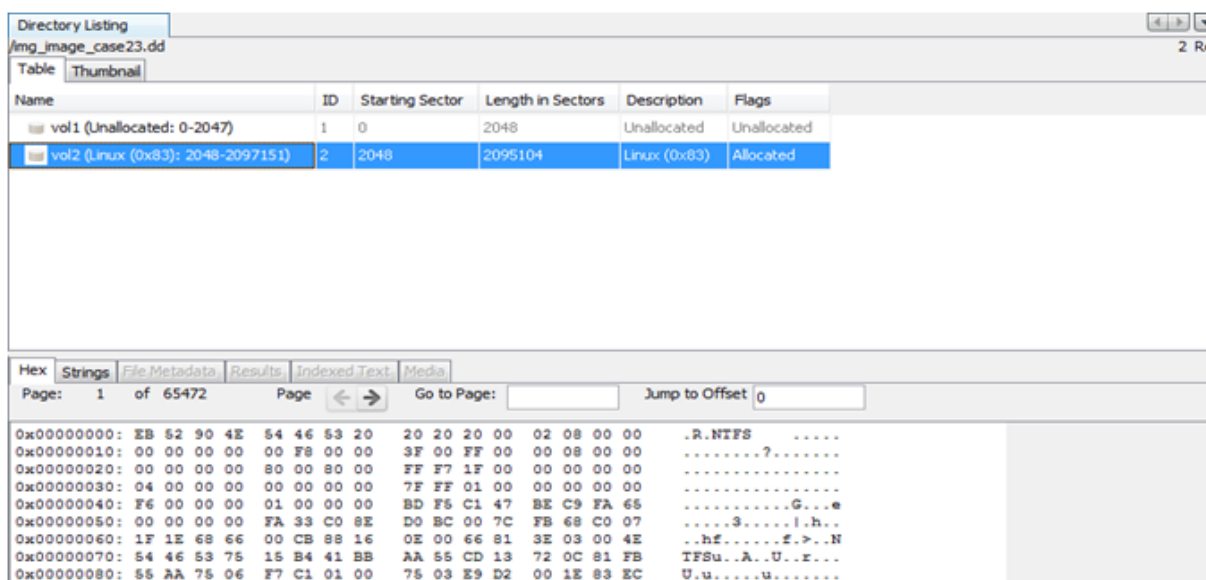 Directory Listing
/img_image_case23.dd
2 R
Table Thumbnail
Name ID Starting Sector Length in Sectors Description Flags
vol1 (Unallocated: 0-2047) 1 0 2048 Unallocated Unallocated
vol2 (Linux (0x83): 2048-2097151) 2 2048 2095104 Linux (0x83) Allocated
Hex Strings File Metadata Results Indexed Text Media
Page: 1 of 65472 Page Go to Page: Jump to Offset 0
0x00000000: EB 52 90 4E 54 46 53 20 20 20 20 00 02 08 00 00 .R.NTFS .....
0x00000010: 00 00 00 00 00 F8 00 00 3F 00 FF 00 00 08 00 00 ........?.......
0x00000020: 00 00 00 00 80 00 80 00 FF F7 1F 00 00 00 00 00 ................
0x00000030: 04 00 00 00 00 00 00 00 7F FF 01 00 00 00 00 00 ................
0x00000040: F6 00 00 00 01 00 00 00 BD F5 C1 47 BE C9 FA 65 ...........G...e
0x00000050: 00 00 00 00 FA 33 C0 8E D0 BC 00 7C FB 68 C0 07 .....3.....|.h..
0x00000060: 1F 1E 68 66 00 CB 88 16 0E 00 66 81 3E 03 00 4E ..hf......f.>..N
0x00000070: 54 46 53 75 15 B4 41 BB AA 55 CD 13 72 0C 81 FB TFSu..A..U..r...
0x00000080: 55 AA 75 06 F7 C1 01 00 75 03 E9 D2 00 1E 83 EC U.u.....u.......